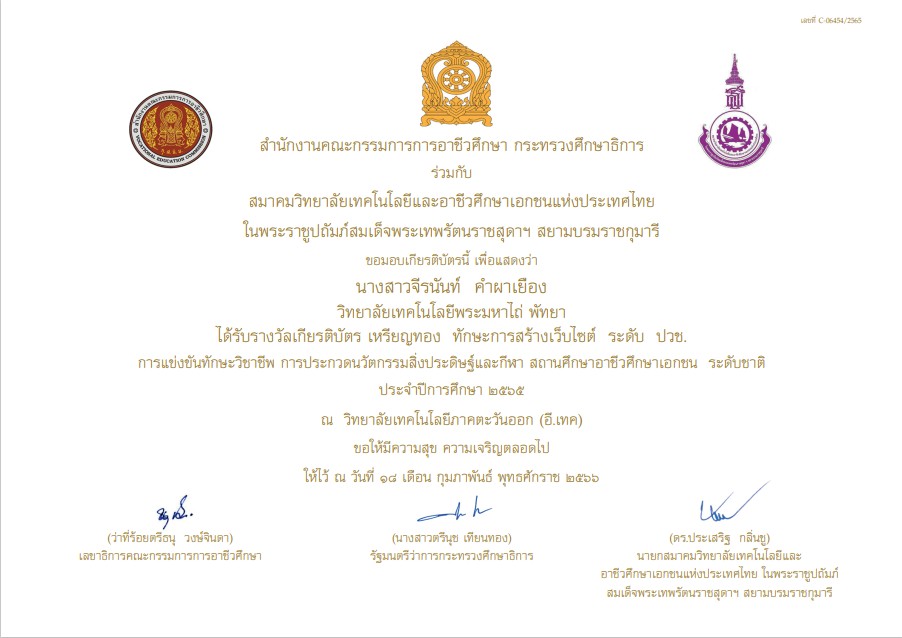 เลขที่ C-06454/2565
สำนักงานคณะกรรมการการอาชีวศึกษา
VOCATIONAL EDUCATION COMMISSION
สำนักงานคณะกรรมการการอาชีวศึกษา กระทรวงศึกษาธิการ
ร่วมกับ
สมาคมวิทยาลัยเทคโนโลยีและอาชีวศึกษาเอกชนแห่งประเทศไทย
ในพระราชูปถัมภ์สมเด็จพระเทพรัตนราชสุดาฯ สยามบรมราชกุมารี
ขอมอบเกียรติบัตรนี้ เพื่อแสดงว่า
นางสาวจีรนันท์ คำผาเยือง
วิทยาลัยเทคโนโลยีพระมหาไถ่ พัทยา
ได้รับรางวัลเกียรติบัตร เหรียญทอง ทักษะการสร้างเว็บไซต์ ระดับ ปวช.
การแข่งขันทักษะวิชาชีพ การประกวดนวัตกรรมสิ่งประดิษฐ์และกีฬา สถานศึกษาอาชีวศึกษาเอกชน ระดับชาติ
ประจำปีการศึกษา ๒๕๖๕
ณ วิทยาลัยเทคโนโลยีภาคตะวันออก (อี.เทค)
ขอให้มีความสุข ความเจริญตลอดไป
ให้ไว้ ณ วันที่ ๑๘ เดือน กุมภาพันธ์ พุทธศักราช ๒๕๖๖
(ว่าที่ร้อยตรีธนุ วงษ์จินดา)
เลขาธิการคณะกรรมการการอาชีวศึกษา
(นางสาวตรีนุช เทียนทอง)
รัฐมนตรีว่าการกระทรวงศึกษาธิการ
(ดร.ประเสริฐ กลิ่นชู)
นายกสมาคมวิทยาลัยเทคโนโลยีและ
อาชีวศึกษาเอกชนแห่งประเทศไทย ในพระราชูปถัมภ์
สมเด็จพระเทพรัตนราชสุดาฯ สยามบรมราชกุมารี